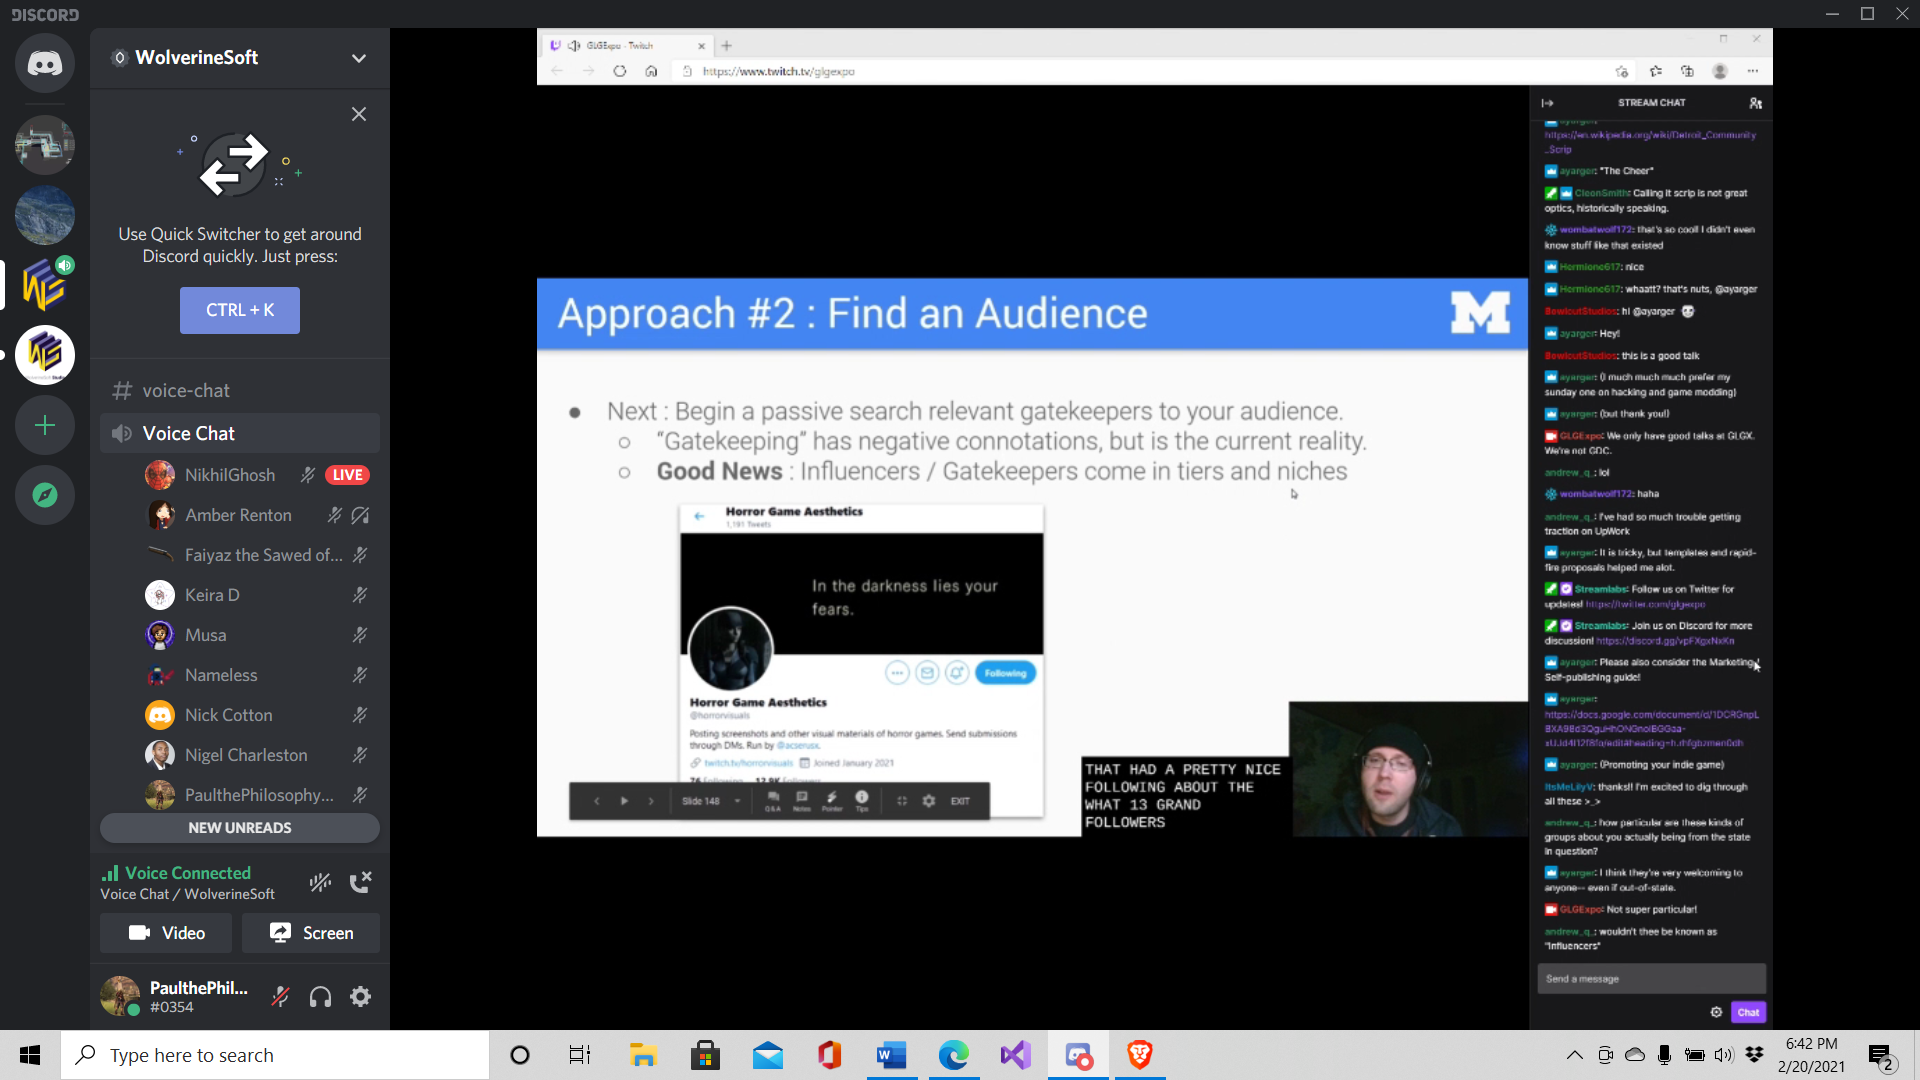 DISCORD
WolverineSoft
Use Quick Switcher to get around
Discord quickly. Just press:
CTRL + K
voice-chat
Voice Chat
NikhilGhosh
LIVE
Amber Renton
Faiyaz the Sawed of...
Keira D
Musa
Nameless
Nick Cotton
Nigel Charleston
PaulthePhilosophy...
NEW UNREADS
Voice Connected
Voice Chat / WolverineSoft
Video
Screen
PaulthePhil...
#0354
GLGExpo - Twitch
https://www.twitch.tv/glgexpo
Approach #2 : Find an Audience
M
Next : Begin a passive search relevant gatekeepers to your audience.
"Gatekeeping" has negative connotations, but is the current reality.
Good News : Influencers / Gatekeepers come in tiers and niches
Horror Game Aesthetics
1,191 Tweets
In the darkness lies your
fears.
Following
Horror Game Aesthetics
@horrorvisuals
Posting screenshots and other visual materials of horror games. Send submissions
through DMs. Run by @acserusx.
twitch.tv/horrorvisuals Joined January 2021
76 Following 12.9K Followers
Slide 148
Q&A
Notes
Pointer
Tips
EXIT
THAT HAD A PRETTY NICE
FOLLOWING ABOUT THE
WHAT 13 GRAND
FOLLOWERS
STREAM CHAT
ayarger:
https://en.wikipedia.org/wiki/Detroit_Community
_Scrip
ayarger: "The Cheer"
CleonSmith: Calling it scrip is not great
optics, historically speaking.
wombatwolf172: that's so cool! I didn't even
know stuff like that existed
Hermione617: nice
Hermione617: whaatt? that's nuts, @ayarger
BowlcutStudios: hi @ayarger
ayarger: Hey!
BowlcutStudios: this is a good talk
ayarger: (I much much much prefer my
sunday one on hacking and game modding)
ayarger: (but thank you!)
GLGExpo: We only have good talks at GLGX.
We're not GDC.
andrew_q_: lol
wombatwolf172: haha
andrew_q_: I've had so much trouble getting
traction on UpWork
ayarger: It is tricky, but templates and rapid-
fire proposals helped me alot.
Streamlabs: Follow us on Twitter for
updates! https://twitter.com/glgexpo
Streamlabs: Join us on Discord for more
discussion! https://discord.gg/vpFXgxNxKn
ayarger: Please also consider the Marketing /
Self-publishing guide!
ayarger:
https://docs.google.com/document/d/
ayarger: (Promoting your indie game)
ItsMeLilyV: thanks!! I'm excited to dig through
all these >_>
andrew_q_: how particular are these kinds of
groups about you actually being from the state
in question?
ayarger: I think they're very welcoming to
anyone-- even if out-of-state.
GLGExpo: Not super particular!
andrew_q_: wouldn't thee be known as
"Influencers"
Send a message
Chat
Type here to search
6:42 PM
2/20/2021
2